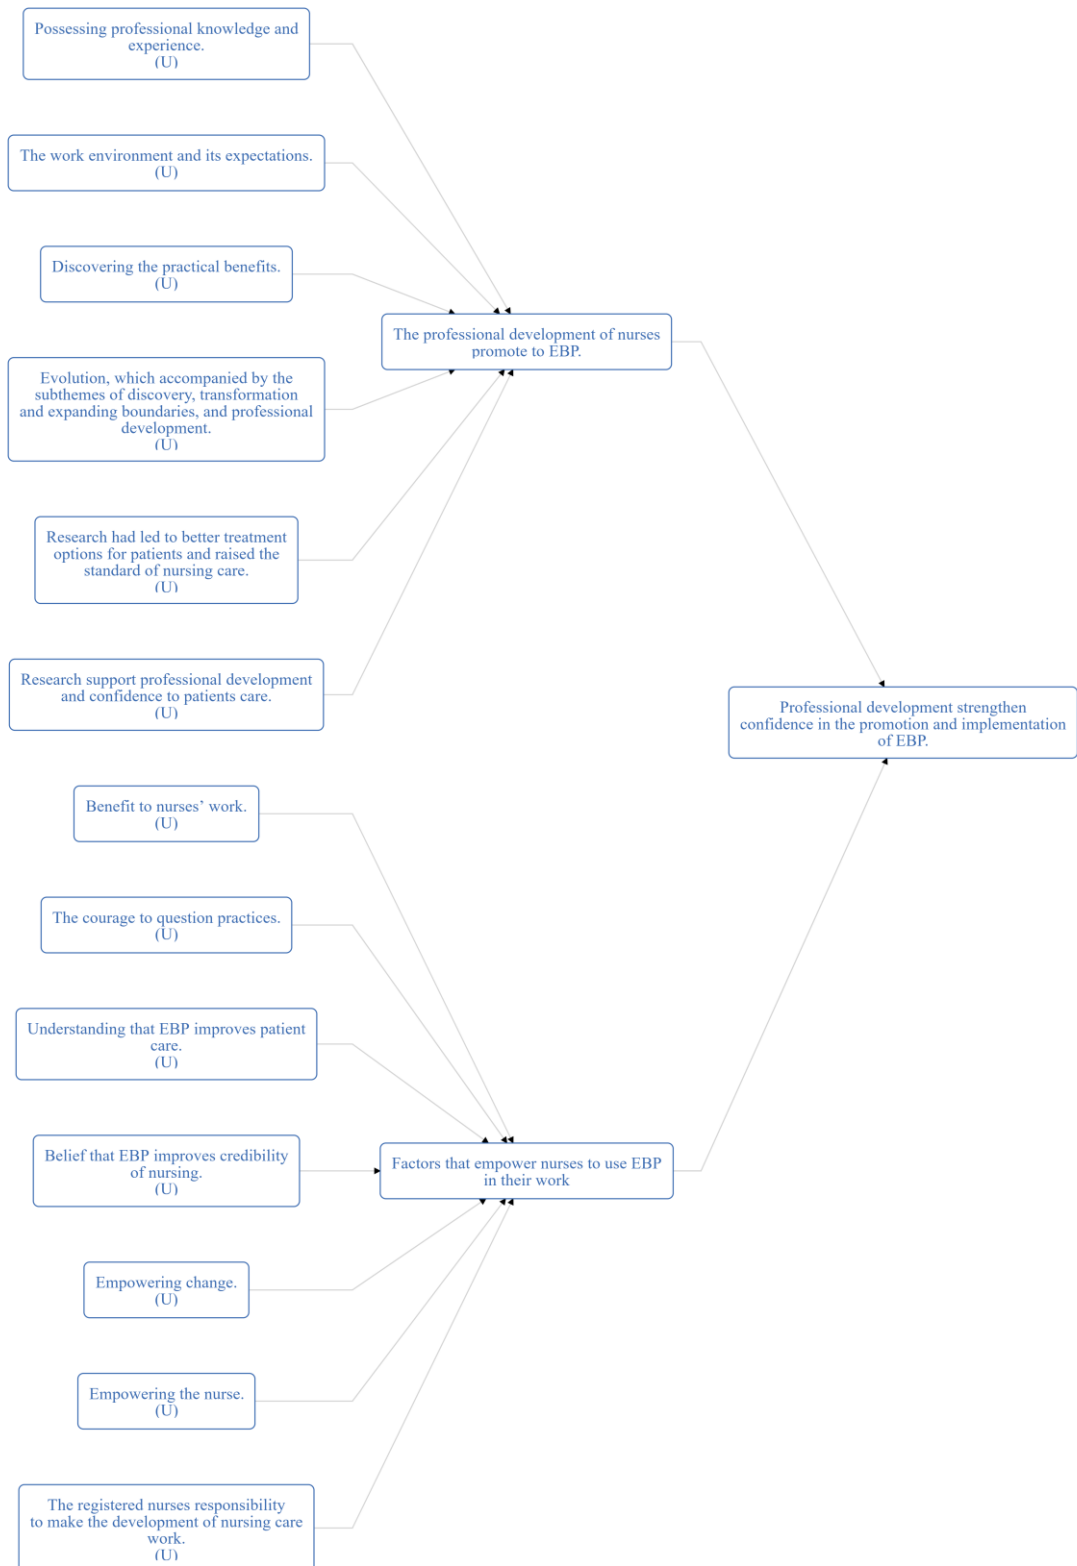 Possessing professional knowledge and
experience.
(U)
The work environment and its expectations.
(U)
Discovering the practical benefits.
(U)
The professional development of nurses
promote to EBP.
Evolution, which accompanied by the
subthemes of discovery, transformation
and expanding boundaries, and professional
development.
(U)
Research had led to better treatment
options for patients and raised the
standard of nursing care.
(U)
Research support professional development
and confidence to patients care.
(U)
Professional development strengthen
confidence in the promotion and implementation
of EBP.
Benefit to nurses’ work.
(U)
The courage to question practices.
(U)
Understanding that EBP improves patient
care.
(U)
Belief that EBP improves credibility
of nursing.
(U)
Factors that empower nurses to use EBP
in their work
Empowering change.
(U)
Empowering the nurse.
(U)
The registered nurses responsibility
to make the development of nursing care
work.
(U)